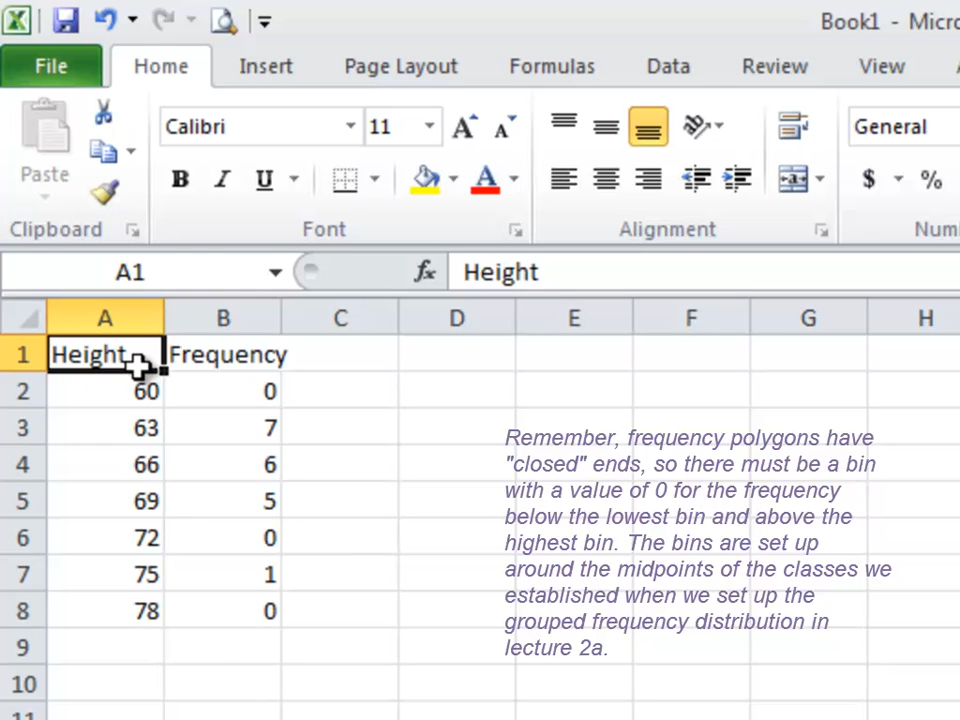 Book1 - Micro
File Home Insert Page Layout Formulas Data Review View
Calibri 11 A A General
Paste B I U A $ %
Clipboard Font Alignment Num
A1 fx Height
A B C D E F G H
1 Height Frequency
2 60 0
3 63 7
4 66 6
5 69 5
6 72 0
7 75 1
8 78 0
9
10
11
Remember, frequency polygons have
"closed" ends, so there must be a bin
with a value of 0 for the frequency
below the lowest bin and above the
highest bin. The bins are set up
around the midpoints of the classes we
established when we set up the
grouped frequency distribution in
lecture 2a.